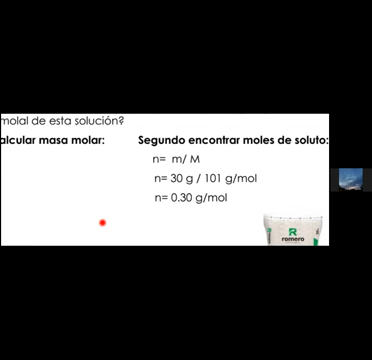 molal de esta solución?
alcular masa molar:
Segundo encontrar moles de soluto:
n= m/ M
n= 30 g / 101 g/mol
n= 0.30 g/mol
R
romero